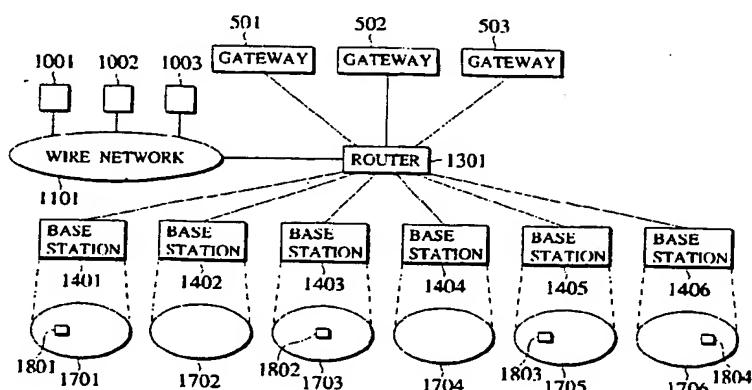 501 502 503
1001 1002 1003
GATEWAY GATEWAY GATEWAY
WIRE NETWORK
ROUTER
1301
1101
BASE STATION
BASE STATION
BASE STATION
BASE STATION
BASE STATION
BASE STATION
1401 1402 1403 1404 1405 1406
1801 1701 1702 1802 1703 1704 1803 1705 1706 1804